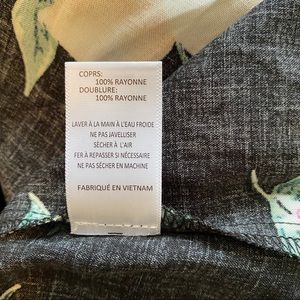 COPRS:
100% RAYONNE
DOUBLURE:
100% RAYONNE
LAVER À LA MAIN À L'EAU FROIDE
NE PAS JAVELUSER
SÉCHER À L'AIR
FER À REPASSER SI NÉCESSAIRE
NE PAS SÉCHER EN MACHINE
FABRIQUÉ EN VIETNAM